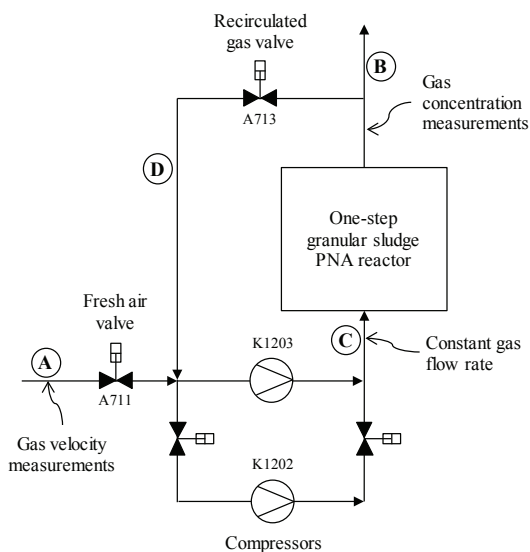 Recirculated
gas valve
B
A713
Gas
concentration
measurements
D
One-step
granular sludge
PNA reactor
Fresh air
valve
C
K1203
Constant gas
flow rate
A
A711
Gas velocity
measurements
K1202
Compressors